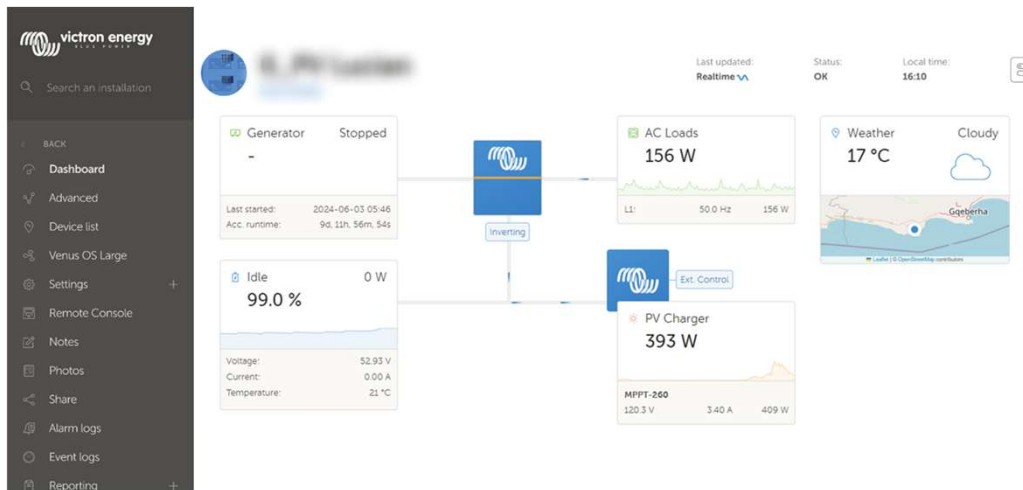 victron energy
BLUE POWER
Search an installation
BACK
Dashboard
Advanced
Device list
Venus OS Large
Settings +
Remote Console
Notes
Photos
Share
Alarm logs
Event logs
Reporting +
Last updated:
Realtime
Status:
OK
Local time:
16:10
Generator Stopped
-
Last started: 2024-06-03 05:46
Acc. runtime: 9d, 11h, 56m, 54s
Inverting
AC Loads
156 W
L1: 50.0 Hz 156 W
Weather Cloudy
17 °C
Gqeberha
Leaflet | © OpenStreetMap contributors
Idle 0 W
99.0 %
Voltage: 52.93 V
Current: 0.00 A
Temperature: 21 °C
Ext. Control
PV Charger
393 W
MPPT-260
120.3 V 3.40 A 409 W